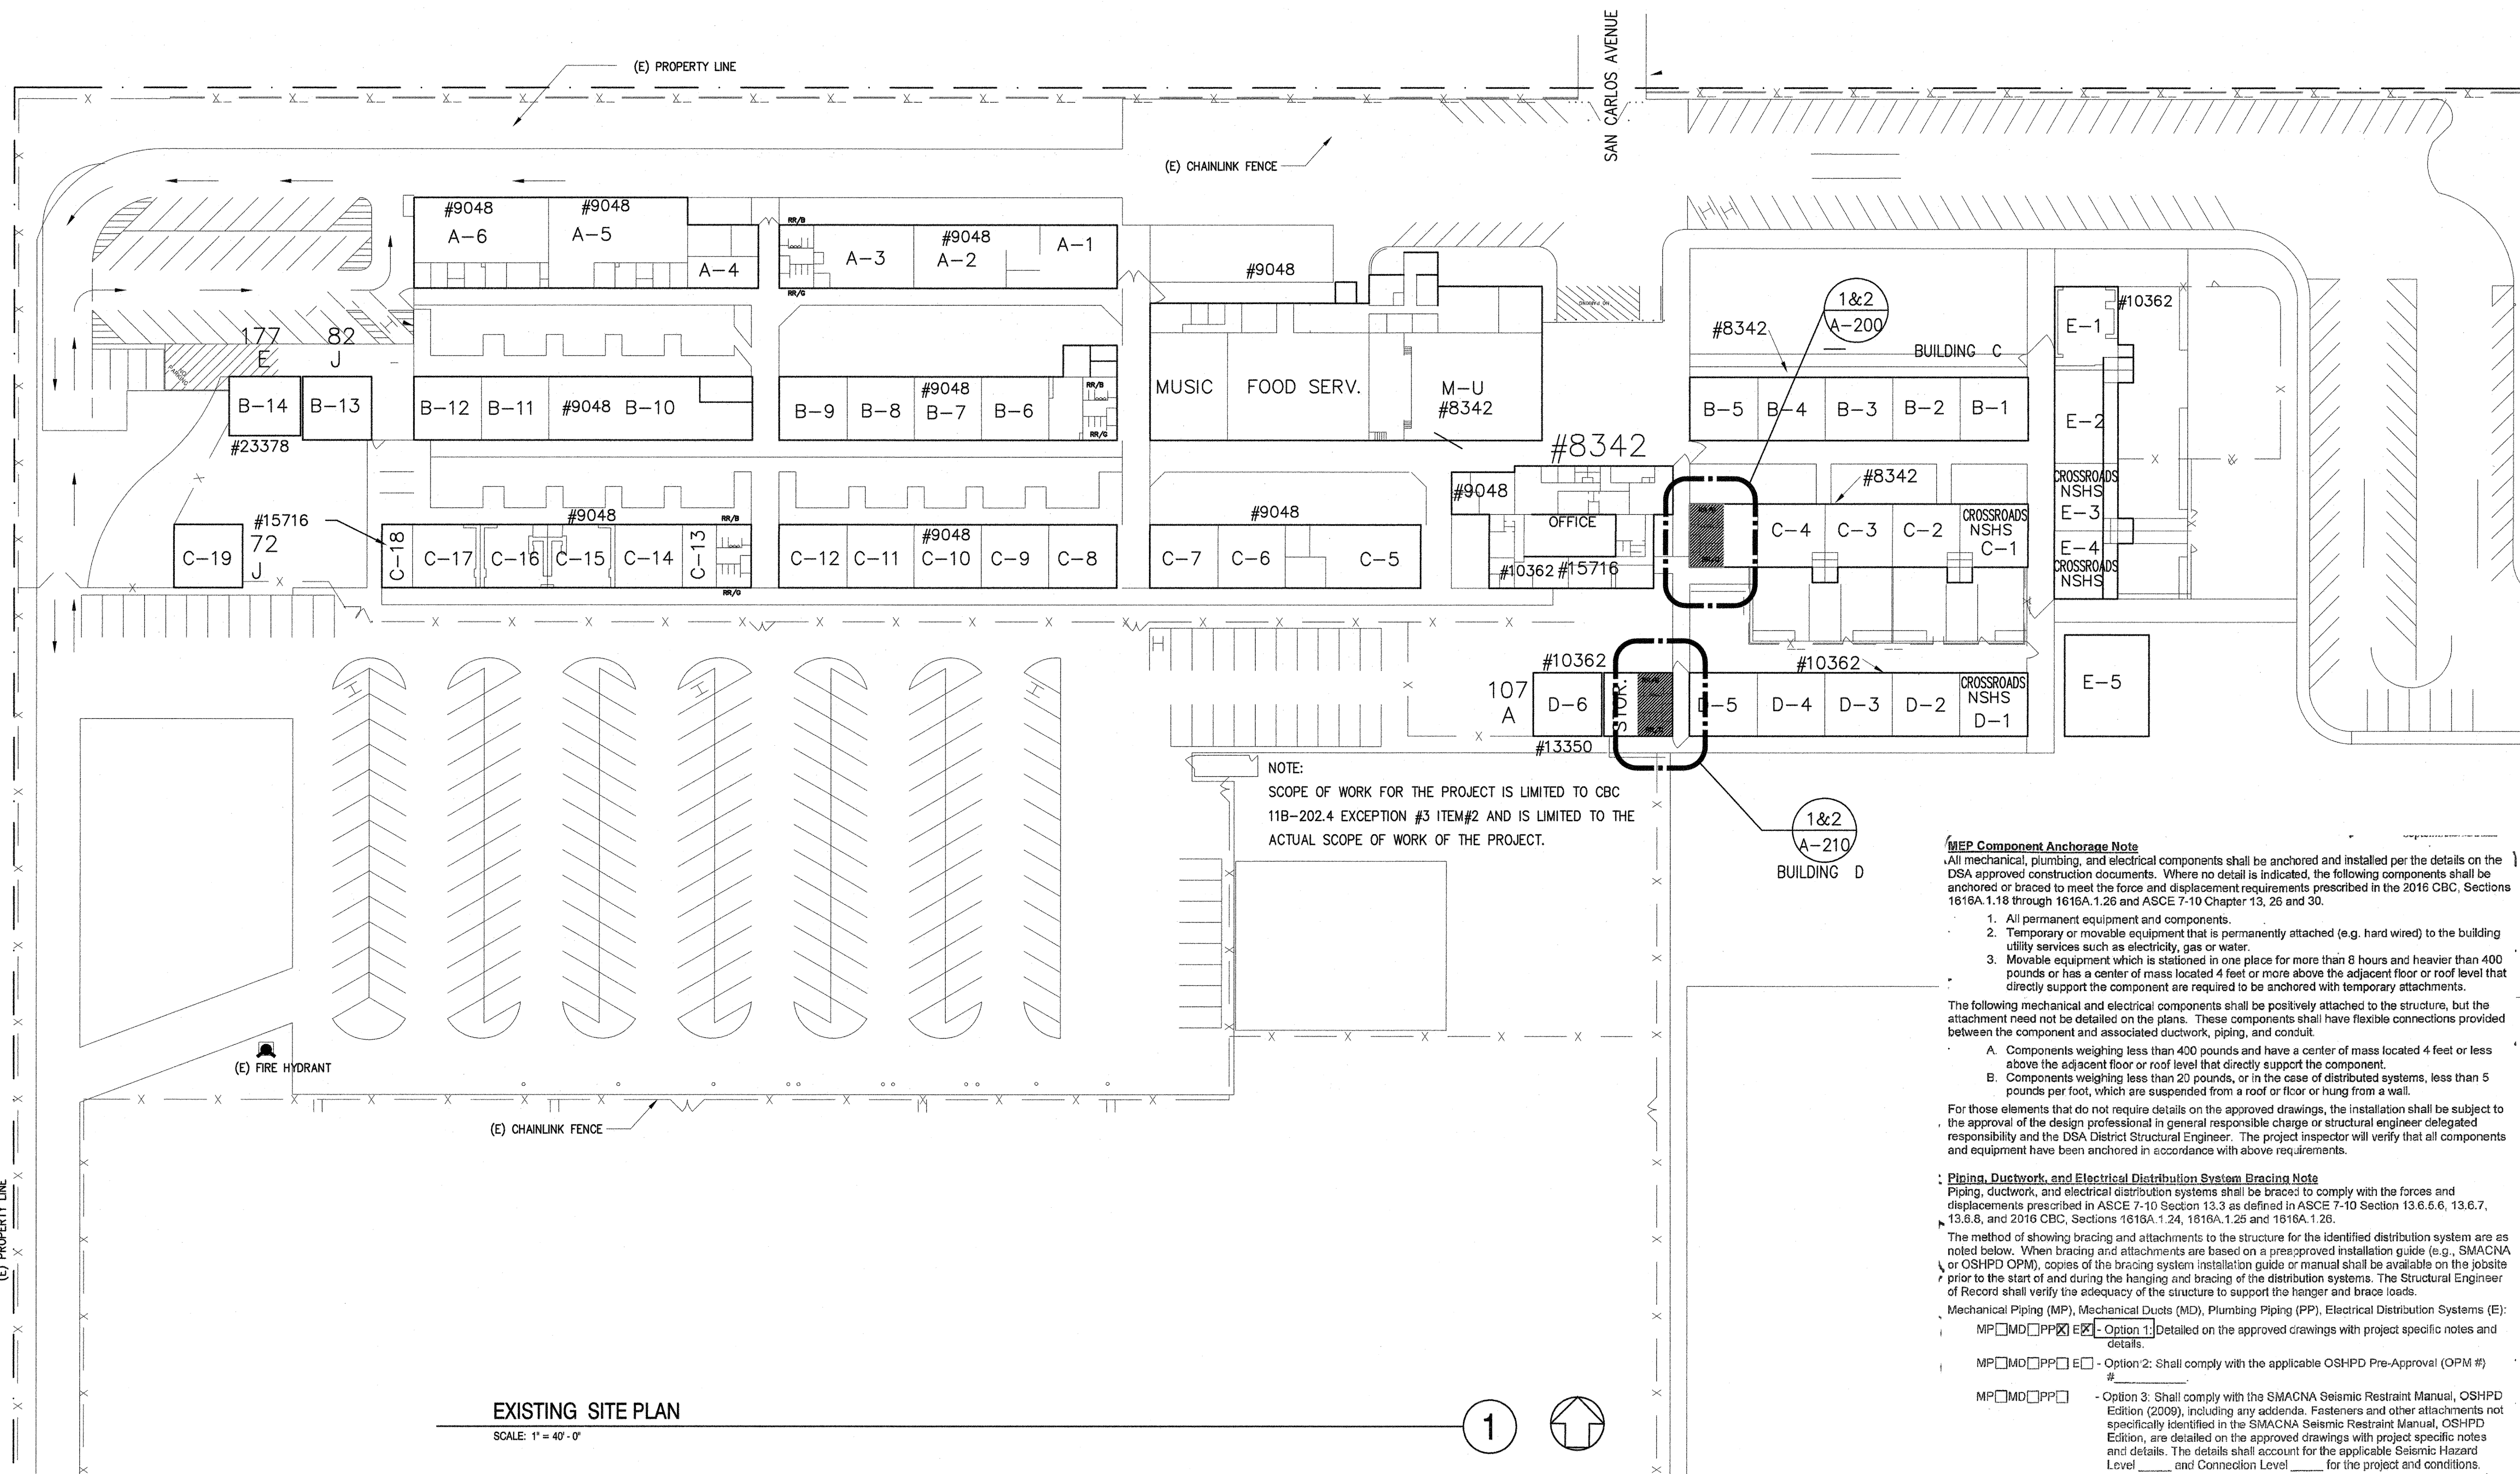 SAN CARLOS AVENUE
(E) PROPERTY LINE
(E) CHAINLINK FENCE
#9048
#9048
A-6
A-5
A-4
RR/B
A-3
#9048
A-2
A-1
RR/G
#9048
NO PARKING
1&2
A-200
#8342
BUILDING C
E-1
#10362
177
E
82
J
NO
PARKING
B-14
B-13
#23378
B-12
B-11
#9048
B-10
B-9
B-8
#9048
B-7
B-6
RR/B
RR/G
MUSIC
FOOD SERV.
M-U
#8342
B-5
B-4
B-3
B-2
B-1
E-2
#8342
#9048
OFFICE
#10362
#15716
#8342
C-4
C-3
C-2
CROSSROADS
NSHS
C-1
CROSSROADS
NSHS
E-3
E-4
CROSSROADS
NSHS
#15716
C-19
72
J
C-18
C-17
C-16
#9048
C-15
C-14
C-13
RR/B
RR/G
C-12
C-11
#9048
C-10
C-9
C-8
#9048
C-7
C-6
C-5
H
H
H
H
#10362
107
A
D-6
STOR.
#13350
#10362
D-5
D-4
D-3
D-2
CROSSROADS
NSHS
D-1
E-5
NOTE:
SCOPE OF WORK FOR THE PROJECT IS LIMITED TO CBC
11B-202.4 EXCEPTION #3 ITEM#2 AND IS LIMITED TO THE
ACTUAL SCOPE OF WORK OF THE PROJECT.
1&2
A-210
BUILDING D
(E) FIRE HYDRANT
(E) CHAINLINK FENCE
(E) PROPERTY LINE
EXISTING SITE PLAN
SCALE: 1" = 40' - 0"
1
MEP Component Anchorage Note
All mechanical, plumbing, and electrical components shall be anchored and installed per the details on the
DSA approved construction documents. Where no detail is indicated, the following components shall be
anchored or braced to meet the force and displacement requirements prescribed in the 2016 CBC, Sections
1616A.1.18 through 1616A.1.26 and ASCE 7-10 Chapter 13, 26 and 30.
1. All permanent equipment and components.
2. Temporary or movable equipment that is permanently attached (e.g. hard wired) to the building
utility services such as electricity, gas or water.
3. Movable equipment which is stationed in one place for more than 8 hours and heavier than 400
pounds or has a center of mass located 4 feet or more above the adjacent floor or roof level that
directly support the component are required to be anchored with temporary attachments.
The following mechanical and electrical components shall be positively attached to the structure, but the
attachment need not be detailed on the plans. These components shall have flexible connections provided
between the component and associated ductwork, piping, and conduit.
A. Components weighing less than 400 pounds and have a center of mass located 4 feet or less
above the adjacent floor or roof level that directly support the component.
B. Components weighing less than 20 pounds, or in the case of distributed systems, less than 5
pounds per foot, which are suspended from a roof or floor or hung from a wall.
For those elements that do not require details on the approved drawings, the installation shall be subject to
the approval of the design professional in general responsible charge or structural engineer delegated
responsibility and the DSA District Structural Engineer. The project inspector will verify that all components
and equipment have been anchored in accordance with above requirements.
Piping, Ductwork, and Electrical Distribution System Bracing Note
Piping, ductwork, and electrical distribution systems shall be braced to comply with the forces and
displacements prescribed in ASCE 7-10 Section 13.3 as defined in ASCE 7-10 Section 13.6.5.6, 13.6.7,
13.6.8, and 2016 CBC, Sections 1616A.1.24, 1616A.1.25 and 1616A.1.26.
The method of showing bracing and attachments to the structure for the identified distribution system are as
noted below. When bracing and attachments are based on a preapproved installation guide (e.g., SMACNA
or OSHPD OPM), copies of the bracing system installation guide or manual shall be available on the jobsite
prior to the start of and during the hanging and bracing of the distribution systems. The Structural Engineer
of Record shall verify the adequacy of the structure to support the hanger and brace loads.
Mechanical Piping (MP), Mechanical Ducts (MD), Plumbing Piping (PP), Electrical Distribution Systems (E):
MP☐MD☐PP☒ E☒ - Option 1: Detailed on the approved drawings with project specific notes and
details.
MP☐MD☐PP☐ E☐ - Option 2: Shall comply with the applicable OSHPD Pre-Approval (OPM #)
#__________.
MP☐MD☐PP☐ - Option 3: Shall comply with the SMACNA Seismic Restraint Manual, OSHPD
Edition (2009), including any addenda. Fasteners and other attachments not
specifically identified in the SMACNA Seismic Restraint Manual, OSHPD
Edition, are detailed on the approved drawings with project specific notes
and details. The details shall account for the applicable Seismic Hazard
Level _____ and Connection Level _____ for the project and conditions.